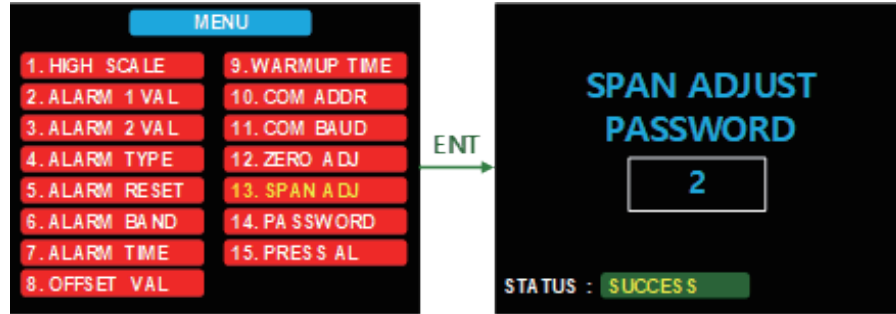 MENU
1. HIGH SCALE
2. ALARM 1 VAL
3. ALARM 2 VAL
4. ALARM TYPE
5. ALARM RESET
6. ALARM BAND
7. ALARM TIME
8. OFFSET VAL
9. WARMUP TIME
10. COM ADDR
11. COM BAUD
12. ZERO ADJ
13. SPAN ADJ
14. PASSWORD
15. PRESS AL
ENT
SPAN ADJUST
PASSWORD
2
STATUS : SUCCESS